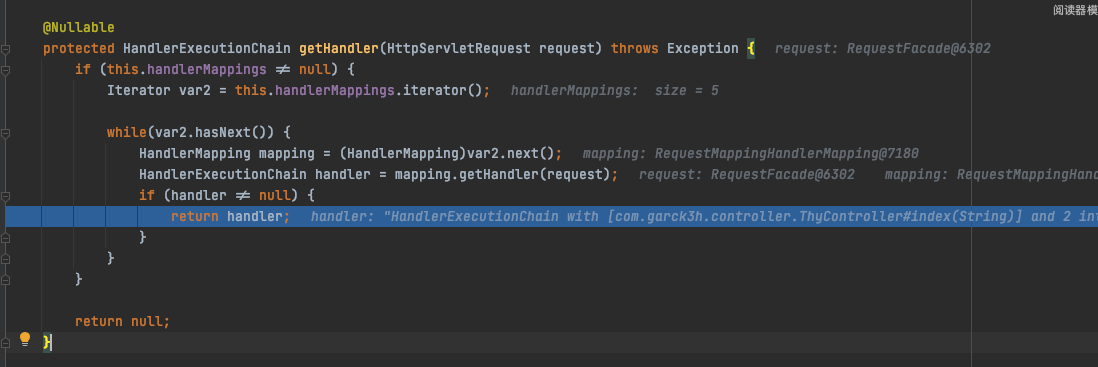 阅读器模
@Nullable
protected HandlerExecutionChain getHandler(HttpServletRequest request) throws Exception { request: RequestFacade@6302
if (this.handlerMappings ≠ null) {
Iterator var2 = this.handlerMappings.iterator(); handlerMappings: size = 5
while(var2.hasNext()) {
HandlerMapping mapping = (HandlerMapping)var2.next(); mapping: RequestMappingHandlerMapping@7180
HandlerExecutionChain handler = mapping.getHandler(request); request: RequestFacade@6302 mapping: RequestMappingHand
if (handler ≠ null) {
return handler; handler: "HandlerExecutionChain with [com.garck3h.controller.ThyController#index(String)] and 2 int
}
}
}
return null;
}